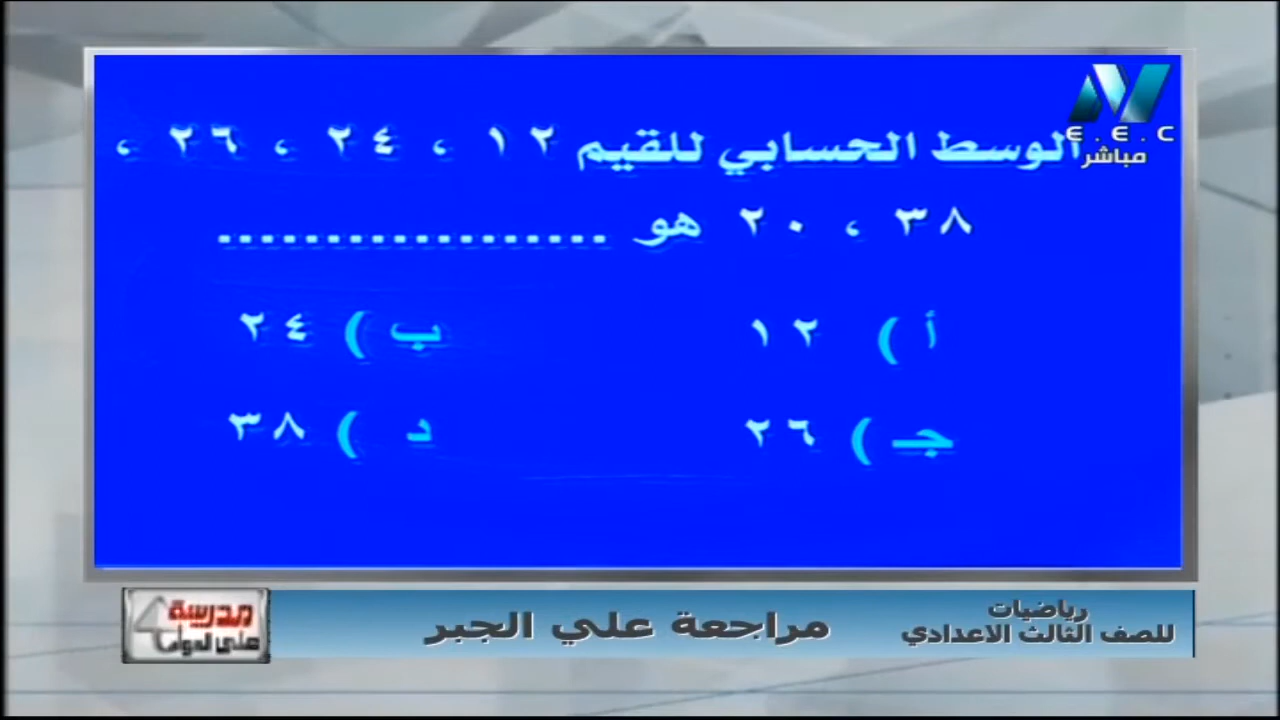 الوسط الحسابي للقيم ١٢ ، ٢٤ ، ٢٦ ،
٣٨ ، ٢٠ هو ..................
أ ) ١٢
ب ) ٢٤
جـ ) ٢٦
د ) ٣٨
E.E.C
مباشر
رياضيات
للصف الثالث الاعدادي
مراجعة علي الجبر
مدرسة
على الهواء